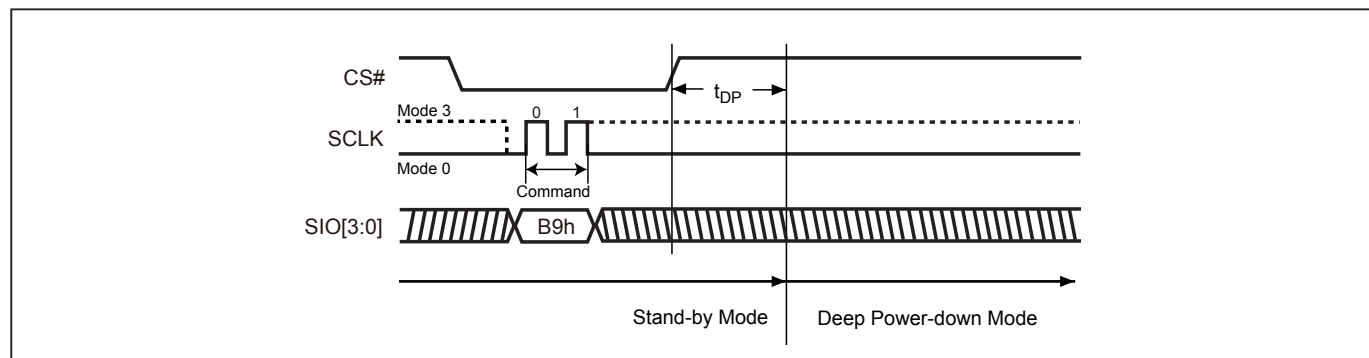 CS#
t_DP
Mode 3
0 1
SCLK
Mode 0
Command
SIO[3:0]
B9h
Stand-by Mode
Deep Power-down Mode